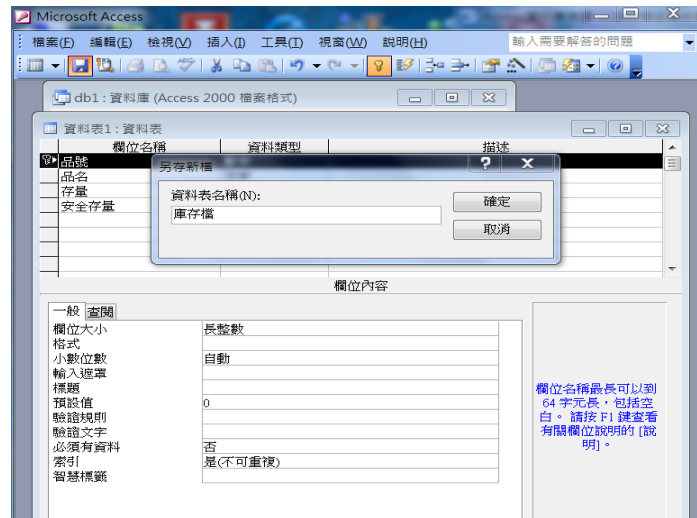 Microsoft Access
檔案(F) 編輯(E) 檢視(V) 插入(I) 工具(T) 視窗(W) 說明(H) 輸入需要解答的問題
db1 : 資料庫 (Access 2000 檔案格式)
資料表1 : 資料表
欄位名稱 資料類型 描述
品號
品名
存量
安全存量
另存新檔
資料表名稱(N):
庫存檔
確定
取消
欄位內容
一般 查閱
欄位大小 長整數
格式
小數位數 自動
輸入遮罩
標題
預設值 0
驗證規則
驗證文字
必須有資料 否
索引 是(不可重複)
智慧標籤
欄位名稱最長可以到
64 字元長，包括空
白。 請按 F1 鍵查看
有關欄位說明的 [說
明]。